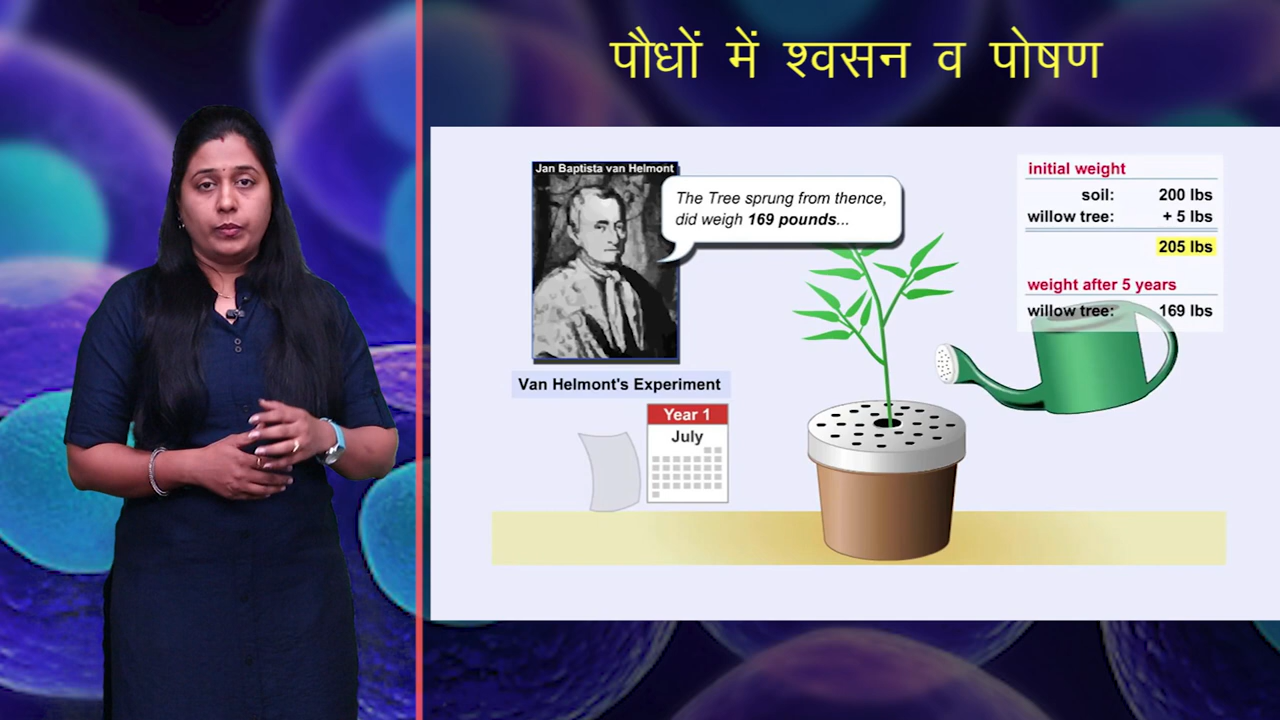 पौधों में श्वसन व पोषण
Jan Baptista van Helmont
The Tree sprung from thence,
did weigh 169 pounds...
Van Helmont's Experiment
Year 1
July
initial weight
soil: 200 lbs
willow tree: + 5 lbs
205 lbs
weight after 5 years
willow tree: 169 lbs